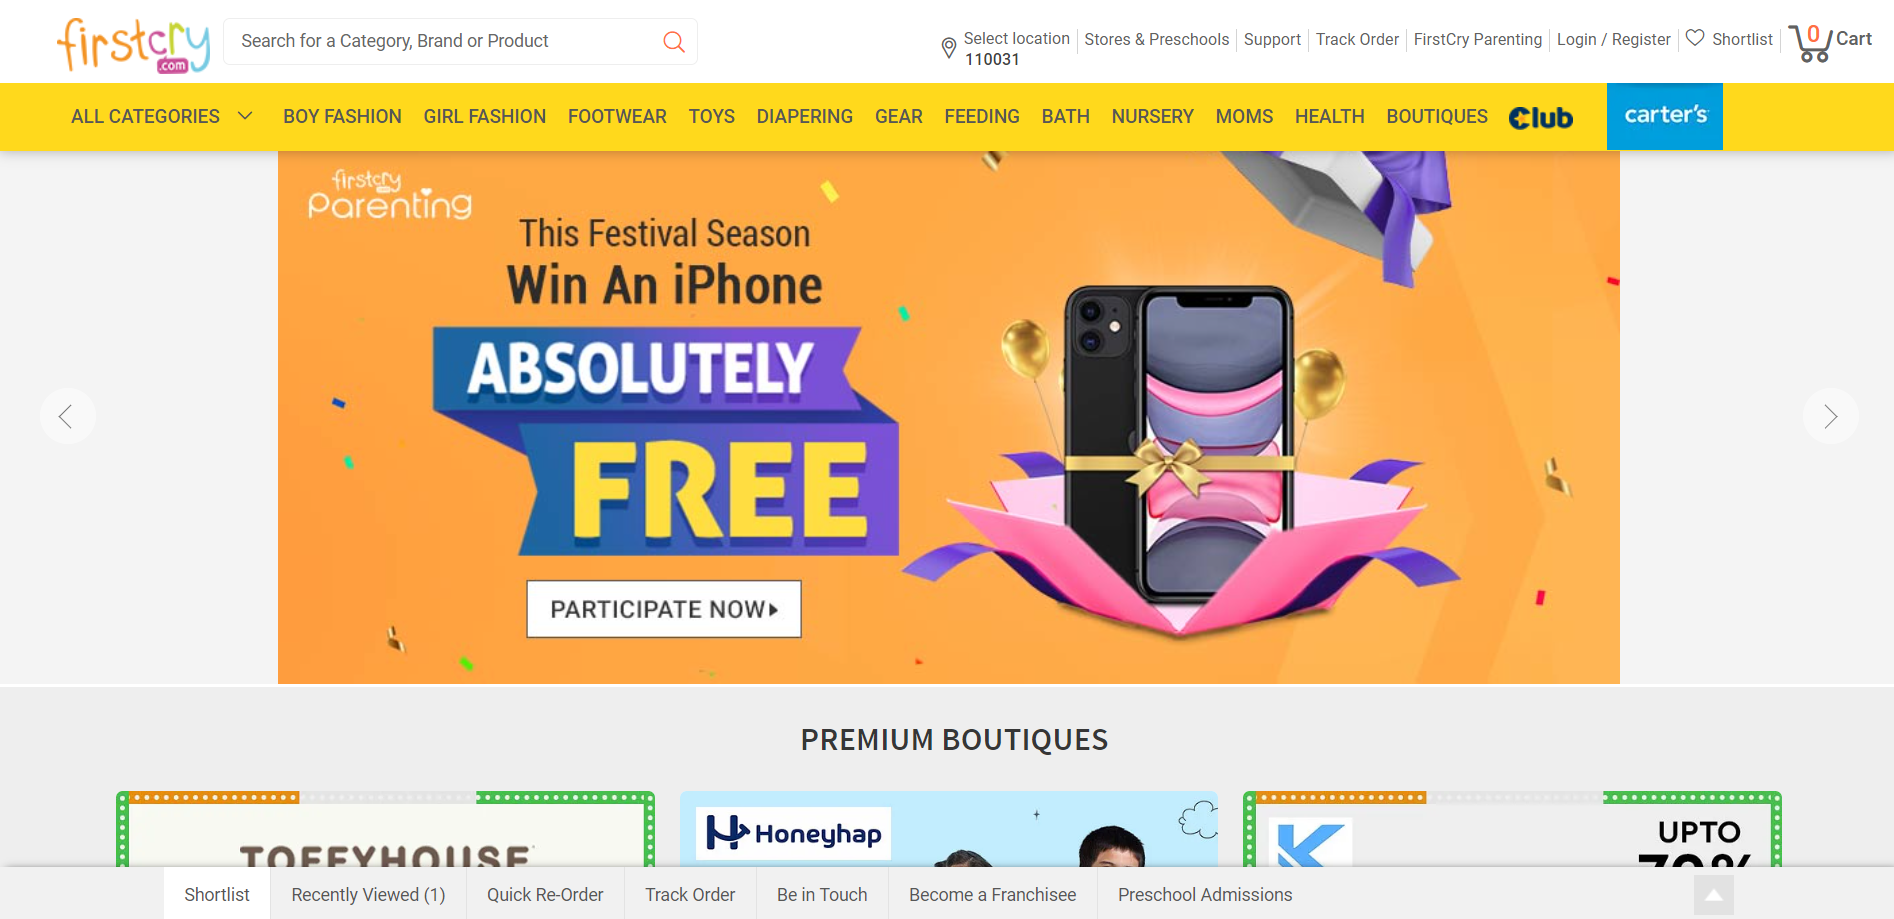 firstcry
.com
Search for a Category, Brand or Product
Select location
110031
Stores & Preschools
Support
Track Order
FirstCry Parenting
Login / Register
Shortlist
0
Cart
ALL CATEGORIES
BOY FASHION
GIRL FASHION
FOOTWEAR
TOYS
DIAPERING
GEAR
FEEDING
BATH
NURSERY
MOMS
HEALTH
BOUTIQUES
Club
carter's
firstcry
.com
Parenting
This Festival Season
Win An iPhone
ABSOLUTELY
FREE
PARTICIPATE NOW
PREMIUM BOUTIQUES
TOFFYHOUSE
Honeyhap
UPTO
70%
Shortlist
Recently Viewed (1)
Quick Re-Order
Track Order
Be in Touch
Become a Franchisee
Preschool Admissions